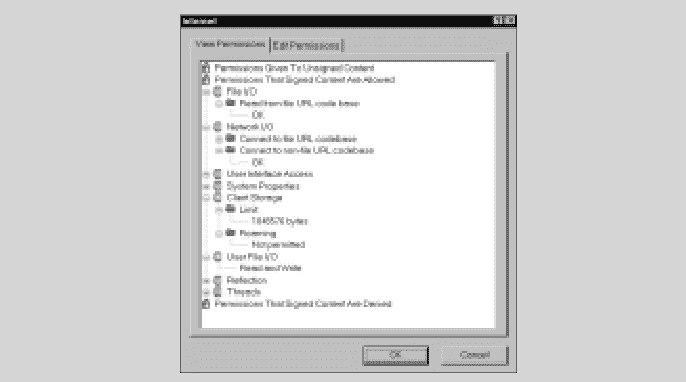 Internet
View Permissions Edit Permissions
Permissions Given To Unsigned Content
Permissions That Signed Content Are Allowed
File I/O
Read from file URL code base
OK
Network I/O
Connect to file URL codebase
Connect to non-file URL codebase
OK
User Interface Access
System Properties
Client Storage
Limit
1048576 bytes
Roaming
Not permitted
User File I/O
Read and Write
Reflection
Threads
Permissions That Signed Content Are Denied
OK Cancel